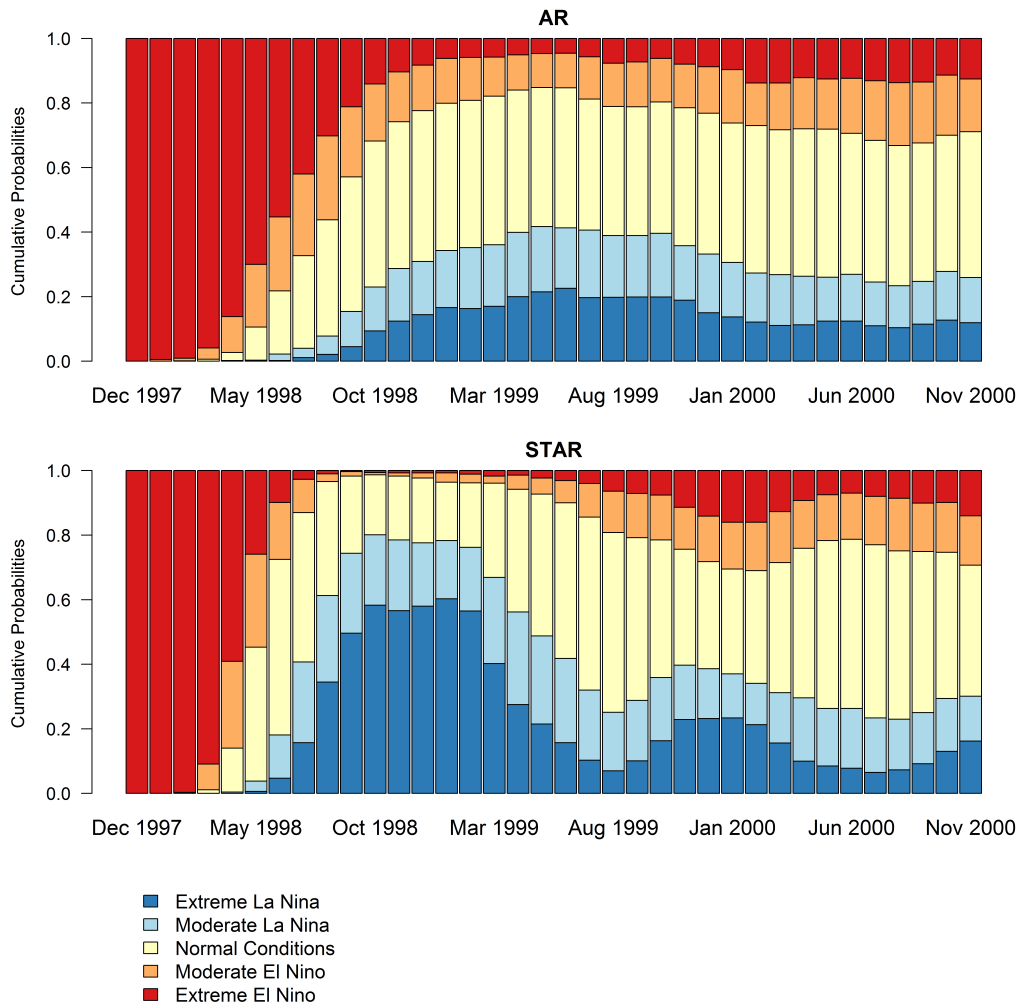 AR
Cumulative Probabilities
1.0
0.8
0.6
0.4
0.2
0.0
Dec 1997 May 1998 Oct 1998 Mar 1999 Aug 1999 Jan 2000 Jun 2000 Nov 2000
STAR
Cumulative Probabilities
1.0
0.8
0.6
0.4
0.2
0.0
Dec 1997 May 1998 Oct 1998 Mar 1999 Aug 1999 Jan 2000 Jun 2000 Nov 2000
Extreme La Nina
Moderate La Nina
Normal Conditions
Moderate El Nino
Extreme El Nino